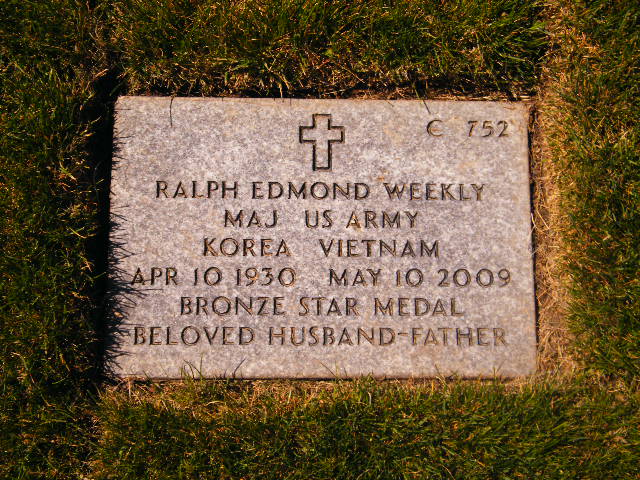 C 752
RALPH EDMOND WEEKLY
MAJ US ARMY
KOREA VIETNAM
APR 10 1930 MAY 10 2009
BRONZE STAR MEDAL
BELOVED HUSBAND-FATHER